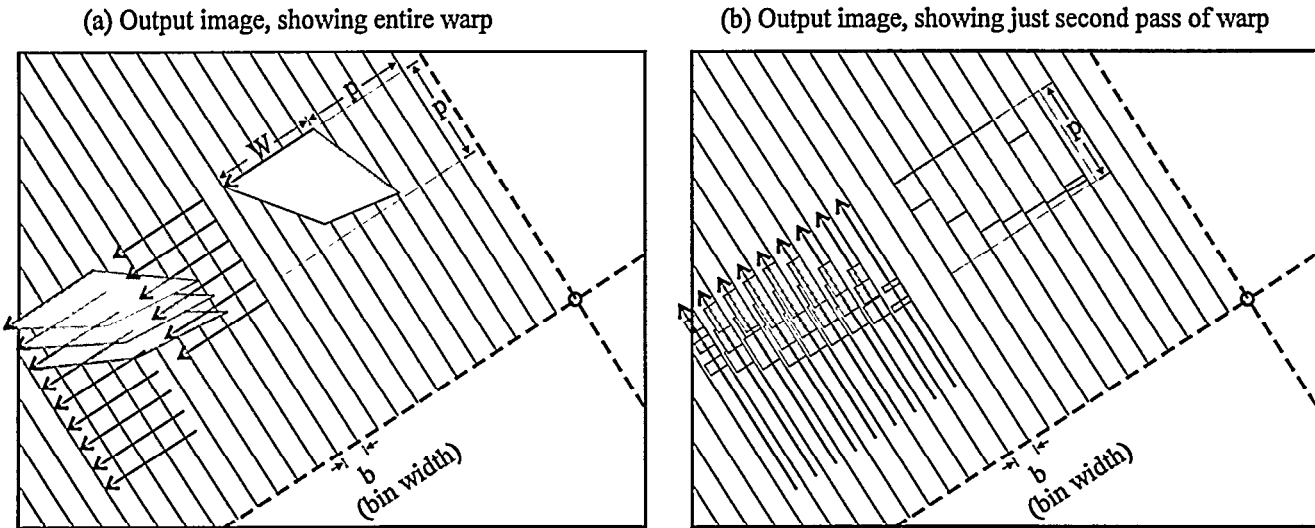 (a) Output image, showing entire warp
(b) Output image, showing just second pass of warp
W
p
p
p
b
(bin width)
b
(bin width)